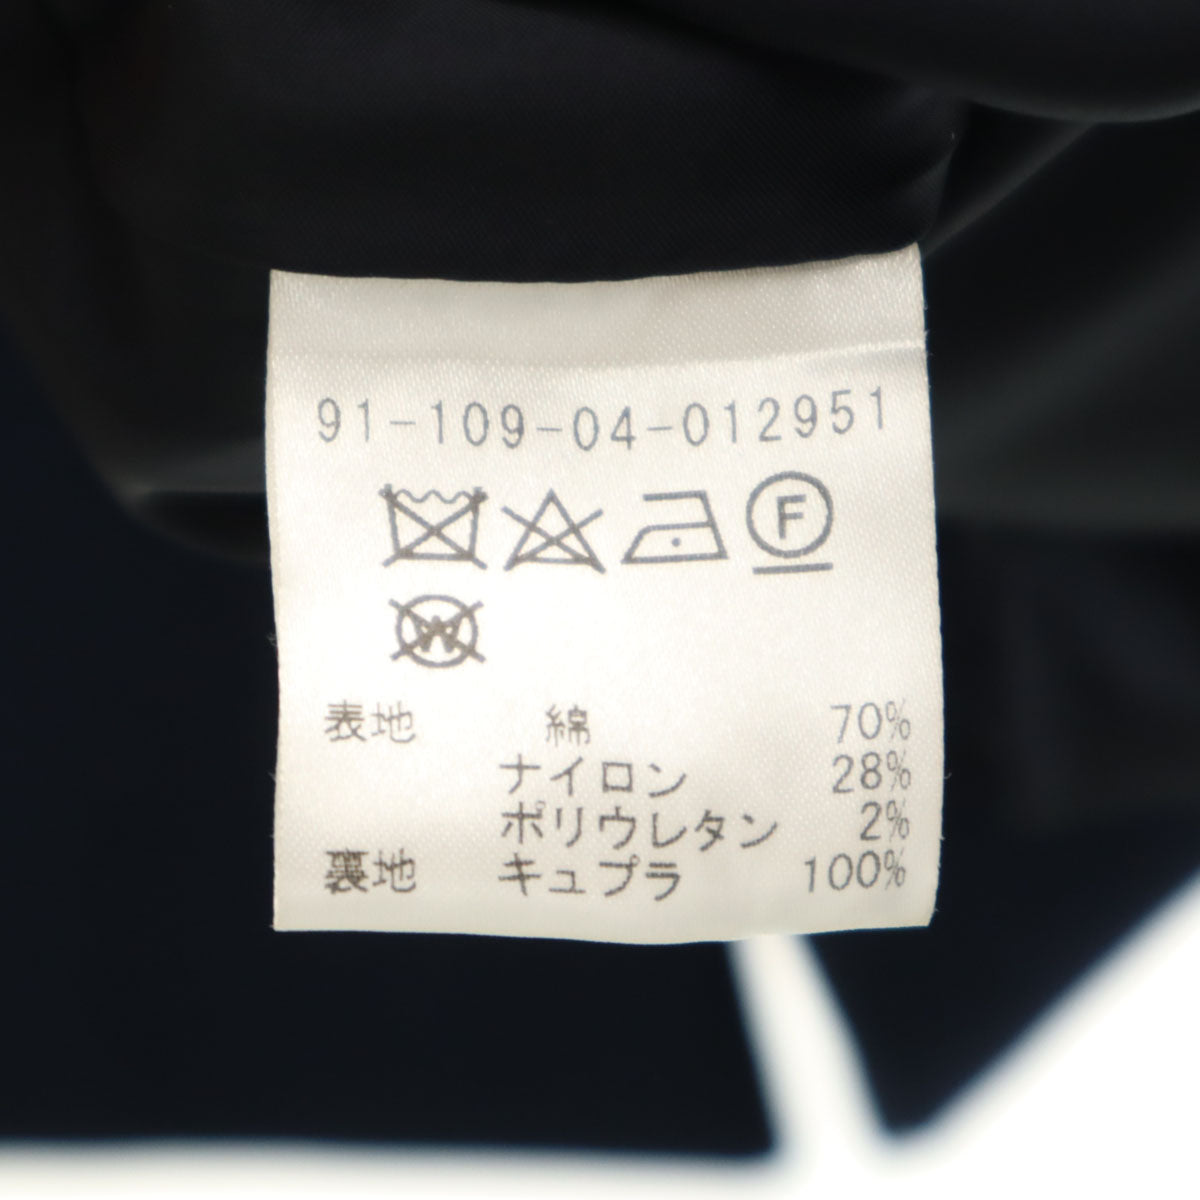 91-109-04-012951
F
W
表地 綿 70%
ナイロン 28%
ポリウレタン 2%
裏地 キュプラ 100%